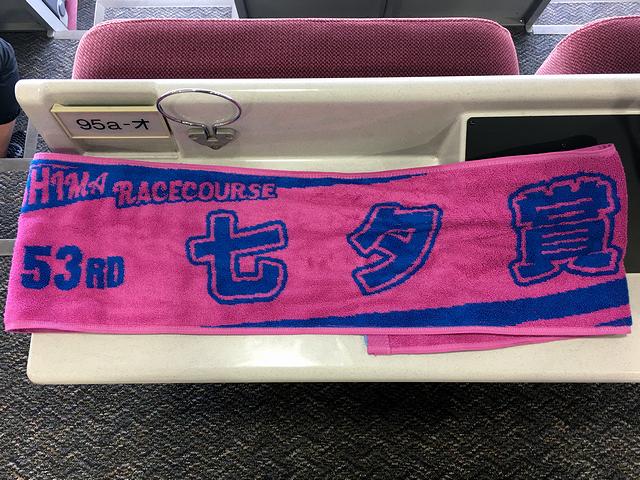 95a-オ
HIMA RACECOURSE
53RD 七夕賞